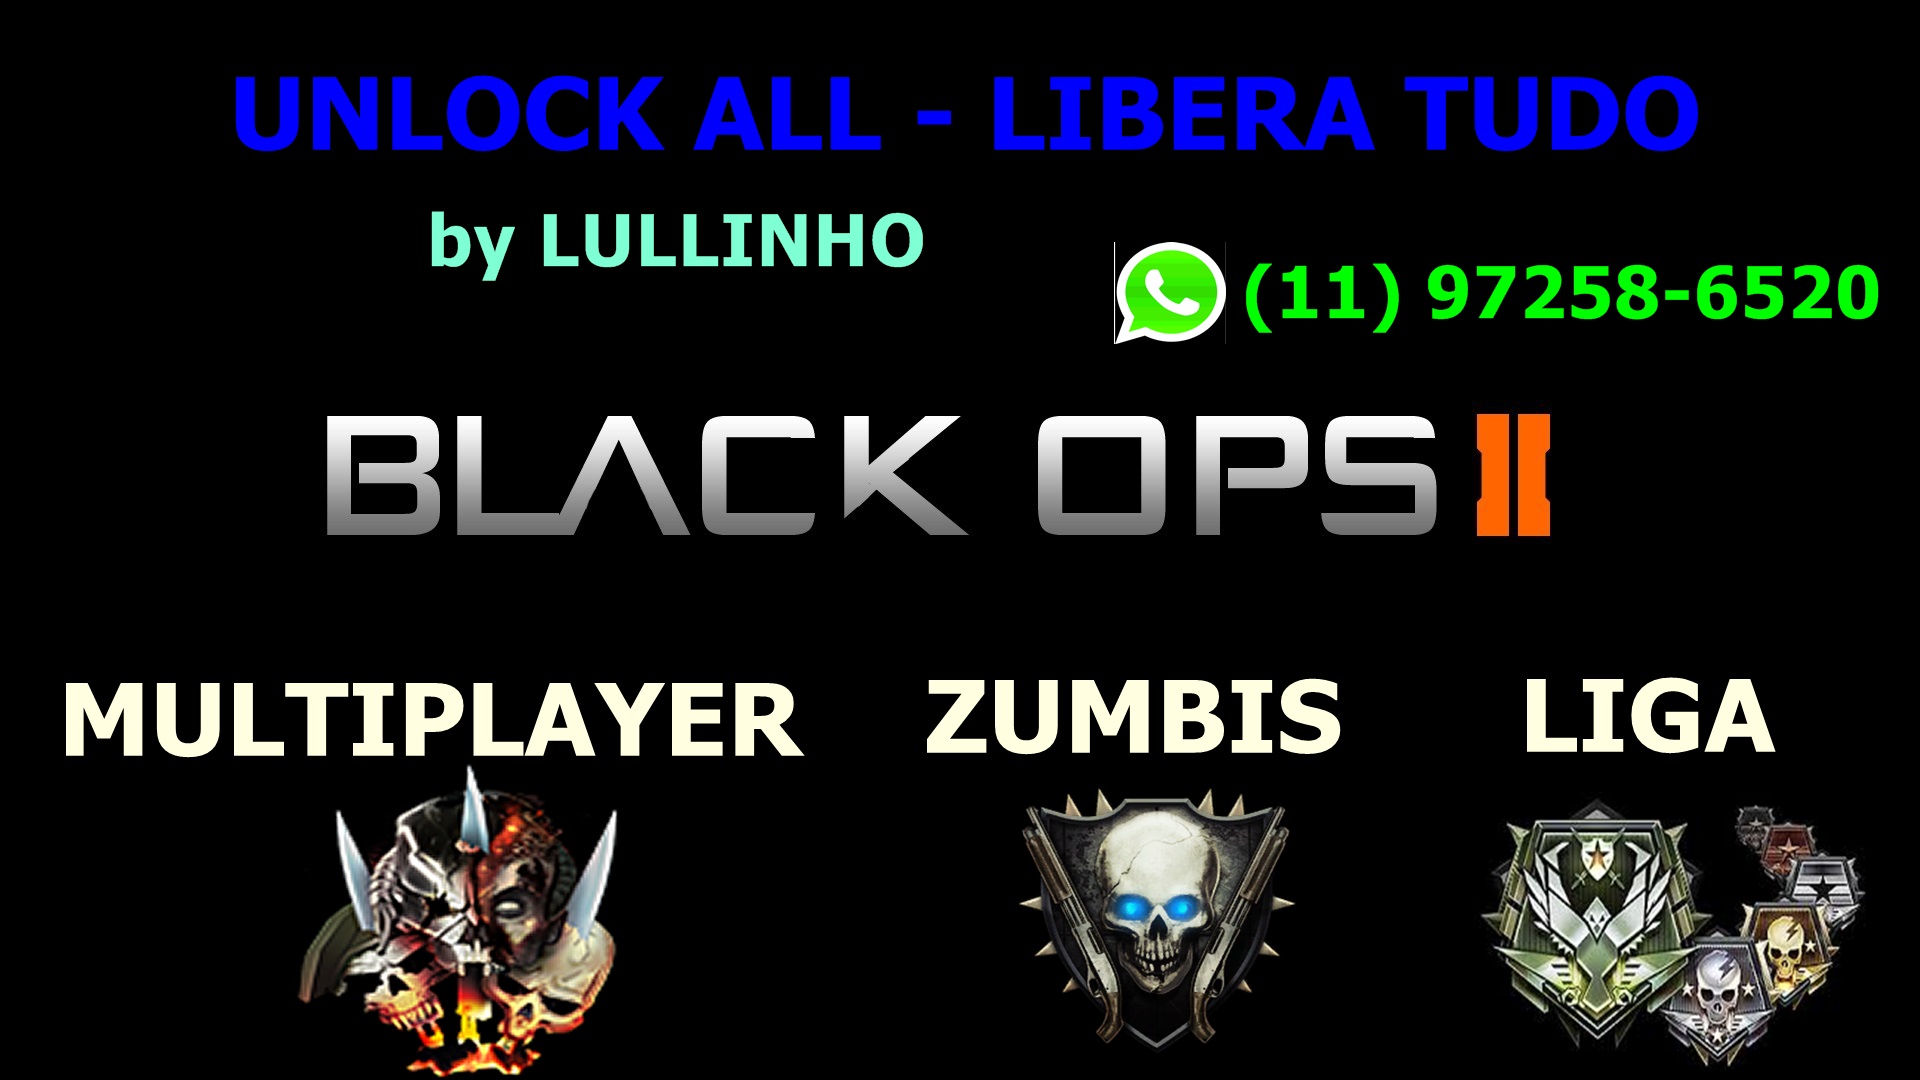 UNLOCK ALL - LIBERA TUDO
by LULLINHO
(11) 97258-6520
BLACK OPS II
MULTIPLAYER ZUMBIS LIGA